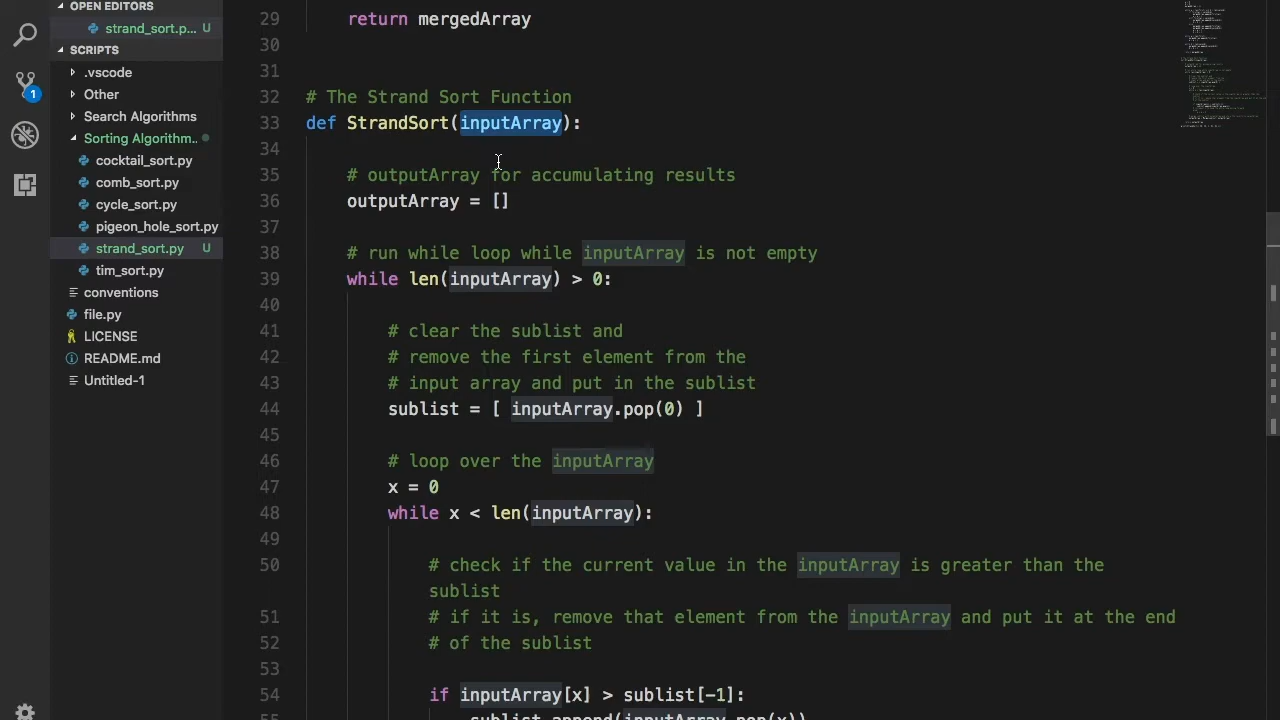 OPEN EDITORS
strand_sort.p... U
SCRIPTS
.vscode
Other
Search Algorithms
Sorting Algorithm...
cocktail_sort.py
comb_sort.py
cycle_sort.py
pigeon_hole_sort.py
strand_sort.py U
tim_sort.py
conventions
file.py
LICENSE
README.md
Untitled-1
1
29 return mergedArray
30
31
32 # The Strand Sort Function
33 def StrandSort(inputArray):
34
35 # outputArray for accumulating results
36 outputArray = []
37
38 # run while loop while inputArray is not empty
39 while len(inputArray) > 0:
40
41 # clear the sublist and
42 # remove the first element from the
43 # input array and put in the sublist
44 sublist = [ inputArray.pop(0) ]
45
46 # loop over the inputArray
47 x = 0
48 while x < len(inputArray):
49
50 # check if the current value in the inputArray is greater than the
sublist
51 # if it is, remove that element from the inputArray and put it at the end
52 # of the sublist
53
54 if inputArray[x] > sublist[-1]:
55 sublist.append(inputArray.pop(x))